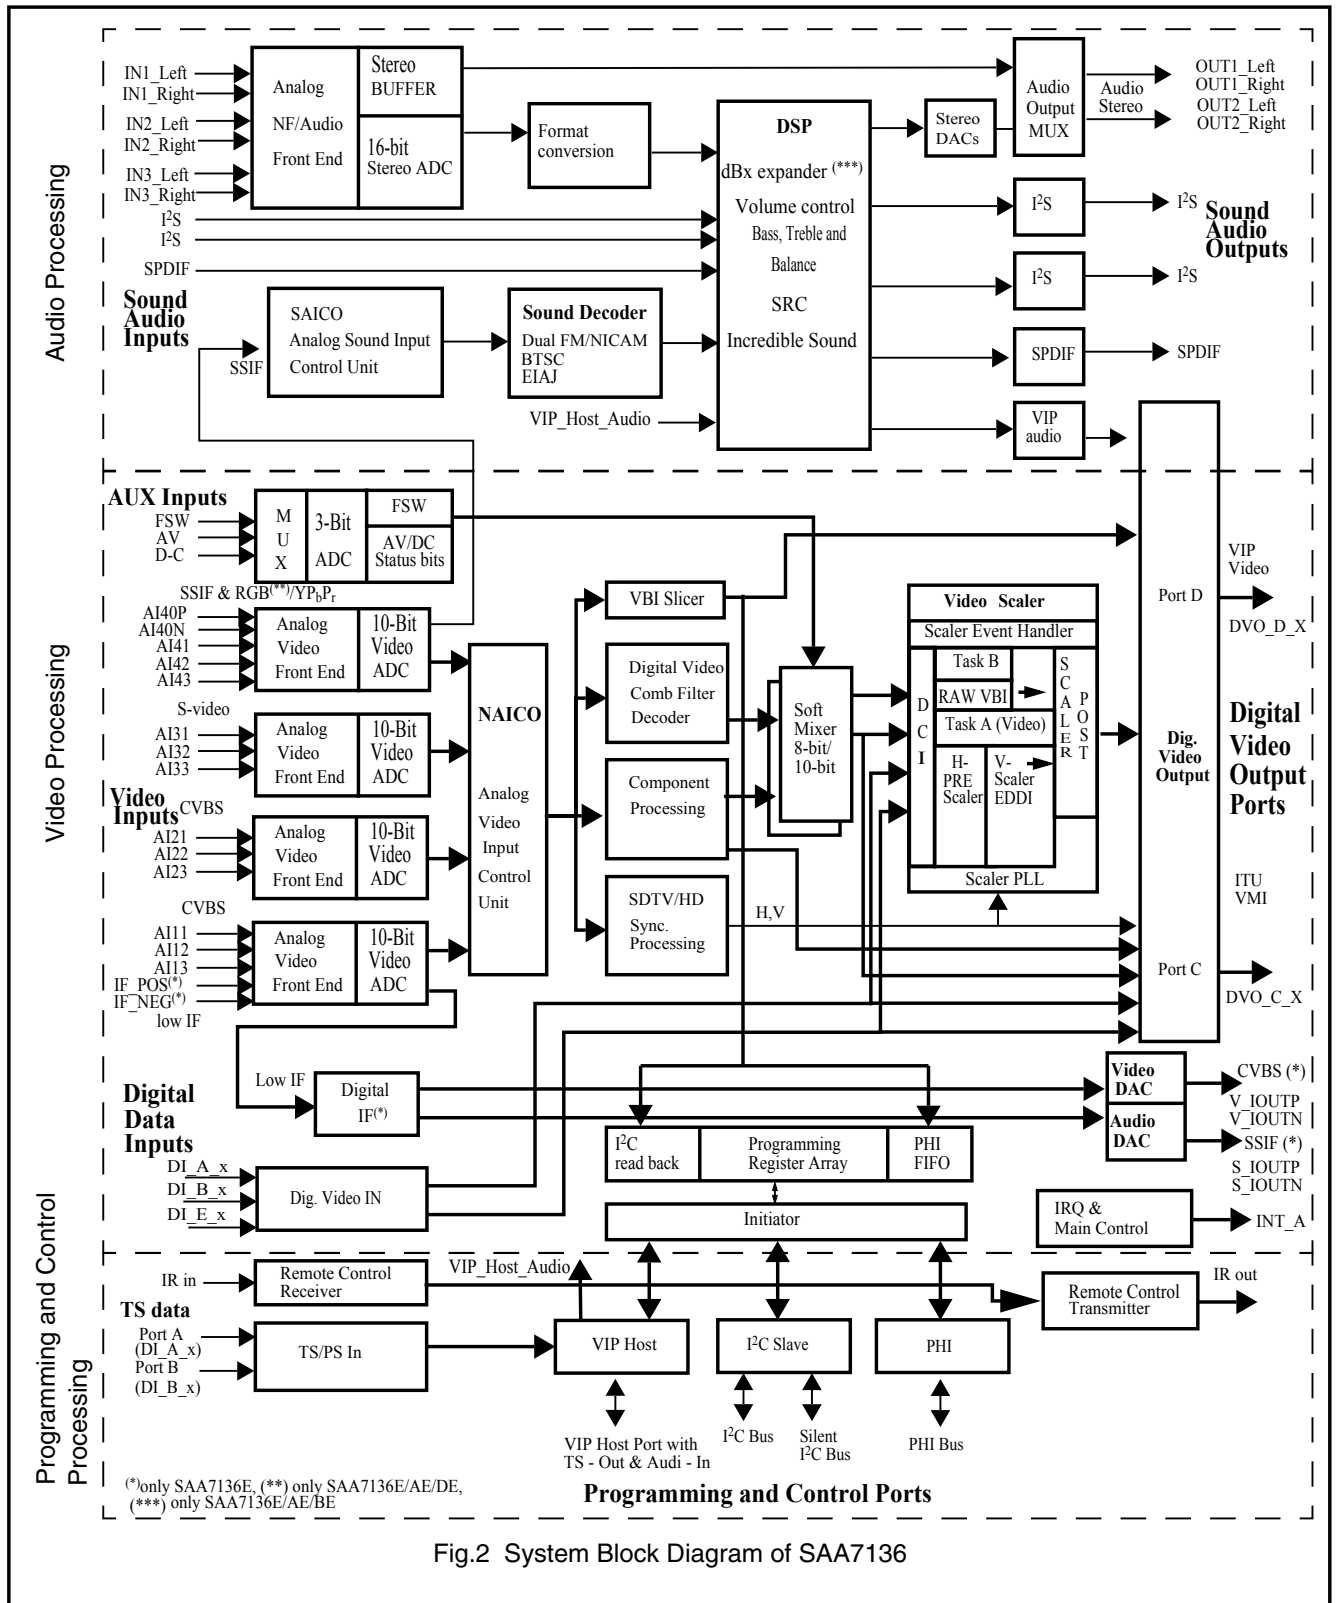 Audio Processing
IN1_Left
IN1_Right
IN2_Left
IN2_Right
IN3_Left
IN3_Right
Analog
NF/Audio
Front End
Stereo
BUFFER
16-bit
Stereo ADC
Format
conversion
DSP
dBx expander (***)
Volume control
Bass, Treble and
Balance
SRC
Incredible Sound
Stereo
DACs
Audio
Output
MUX
Audio
Stereo
OUT1_Left
OUT1_Right
OUT2_Left
OUT2_Right
I²S
I²S
SPDIF
I²S
I²S
I²S
I²S
Sound
Audio
Outputs
Sound
Audio
Inputs
SSIF
SAICO
Analog Sound Input
Control Unit
Sound Decoder
Dual FM/NICAM
BTSC
EIAJ
SPDIF
SPDIF
VIP_Host_Audio
VIP
audio
Video Processing
AUX Inputs
FSW
AV
D-C
M
U
X
3-Bit
ADC
FSW
AV/DC
Status bits
SSIF & RGB(**)/YPbPr
AI40P
AI40N
AI41
AI42
AI43
Analog
Video
Front End
10-Bit
Video
ADC
S-video
AI31
AI32
AI33
Analog
Video
Front End
10-Bit
Video
ADC
Video
Inputs
CVBS
AI21
AI22
AI23
Analog
Video
Front End
10-Bit
Video
ADC
CVBS
AI11
AI12
AI13
IF_POS(*)
IF_NEG(*)
low IF
Analog
Video
Front End
10-Bit
Video
ADC
NAICO
Analog
Video
Input
Control
Unit
VBI Slicer
Digital Video
Comb Filter
Decoder
Component
Processing
SDTV/HD
Sync.
Processing
H,V
Soft
Mixer
8-bit/
10-bit
Video Scaler
Scaler Event Handler
D
C
I
Task B
RAW VBI
Task A (Video)
H-
PRE
Scaler
V-
Scaler
EDDI
S
C
A
L
E
R
P
O
S
T
Scaler PLL
Port D
Dig.
Video
Output
Port C
VIP
Video
DVO_D_X
Digital
Video
Output
Ports
ITU
VMI
DVO_C_X
Digital
Data
Inputs
Low IF
Digital
IF(*)
DI_A_x
DI_B_x
DI_E_x
Dig. Video IN
I²C
read back
Programming
Register Array
PHI
FIFO
Initiator
Video
DAC
Audio
DAC
CVBS (*)
V_IOUTP
V_IOUTN
SSIF (*)
S_IOUTP
S_IOUTN
IRQ &
Main Control
INT_A
Programming and Control
Processing
IR in
Remote Control
Receiver
VIP_Host_Audio
Remote Control
Transmitter
IR out
TS data
Port A
(DI_A_x)
Port B
(DI_B_x)
TS/PS In
VIP Host
I²C Slave
PHI
VIP Host Port with
TS - Out & Audi - In
I²C Bus
Silent
I²C Bus
PHI Bus
(*)only SAA7136E, (**) only SAA7136E/AE/DE,
(***) only SAA7136E/AE/BE
Programming and Control Ports
Fig.2 System Block Diagram of SAA7136